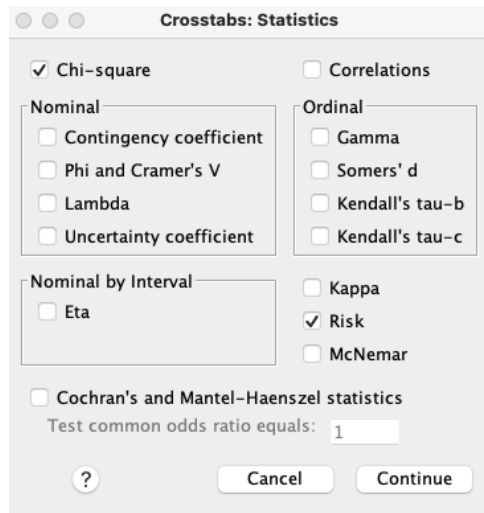 Crosstabs: Statistics
Chi-square
Correlations
Nominal
Contingency coefficient
Phi and Cramer's V
Lambda
Uncertainty coefficient
Ordinal
Gamma
Somers' d
Kendall's tau-b
Kendall's tau-c
Nominal by Interval
Eta
Kappa
Risk
McNemar
Cochran's and Mantel-Haenszel statistics
Test common odds ratio equals: 1
? Cancel Continue